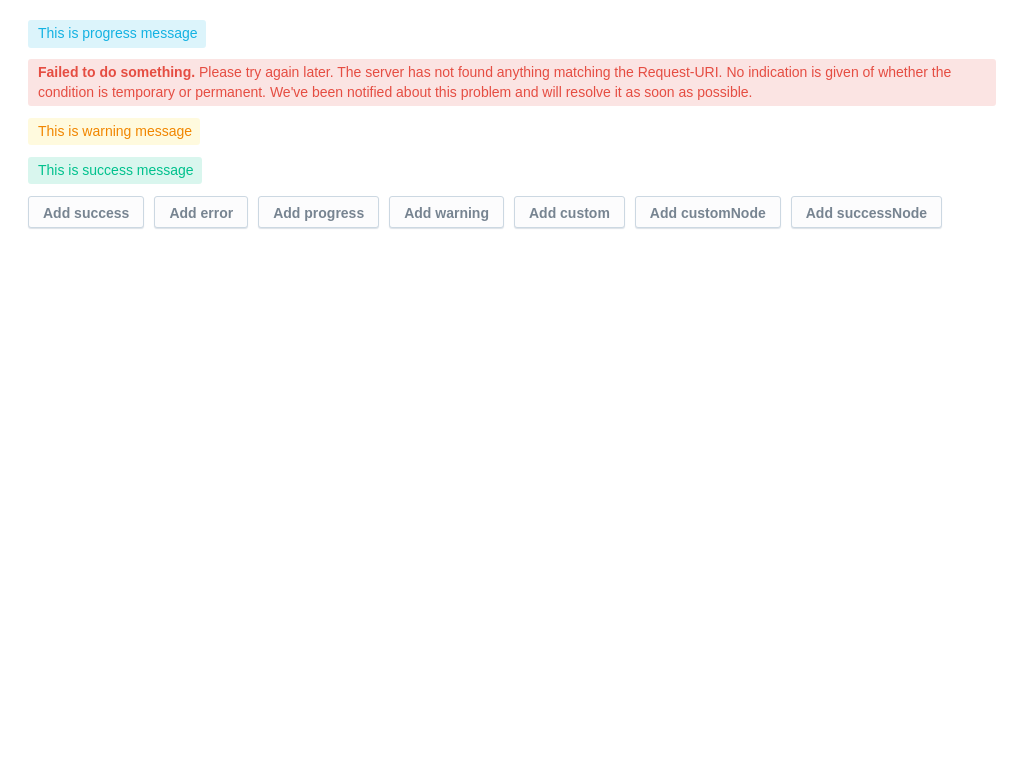 This is progress message
Failed to do something. Please try again later. The server has not found anything matching the Request-URI. No indication is given of whether the
condition is temporary or permanent. We've been notified about this problem and will resolve it as soon as possible.
This is warning message
This is success message
Add success Add error Add progress Add warning Add custom Add customNode Add successNode